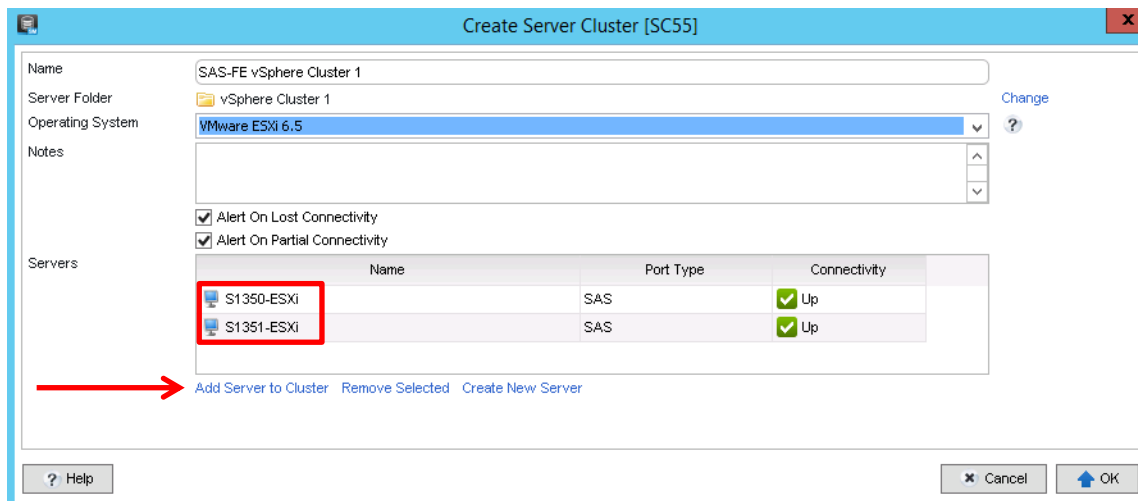 Create Server Cluster [SC55]
x
Name
SAS-FE vSphere Cluster 1
Server Folder
vSphere Cluster 1
Change
Operating System
VMware ESXi 6.5
?
Notes
Alert On Lost Connectivity
Alert On Partial Connectivity
Servers
Name Port Type Connectivity
S1350-ESXi SAS Up
S1351-ESXi SAS Up
Add Server to Cluster Remove Selected Create New Server
? Help
Cancel OK